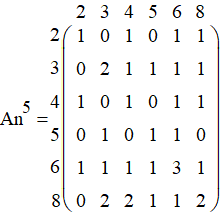 2 3 4 5 6 8
2 1 0 1 0 1 1
3 0 2 1 1 1 1
4 1 0 1 0 1 1
An⁵ =
5 0 1 0 1 1 0
6 1 1 1 1 3 1
8 0 2 2 1 1 2